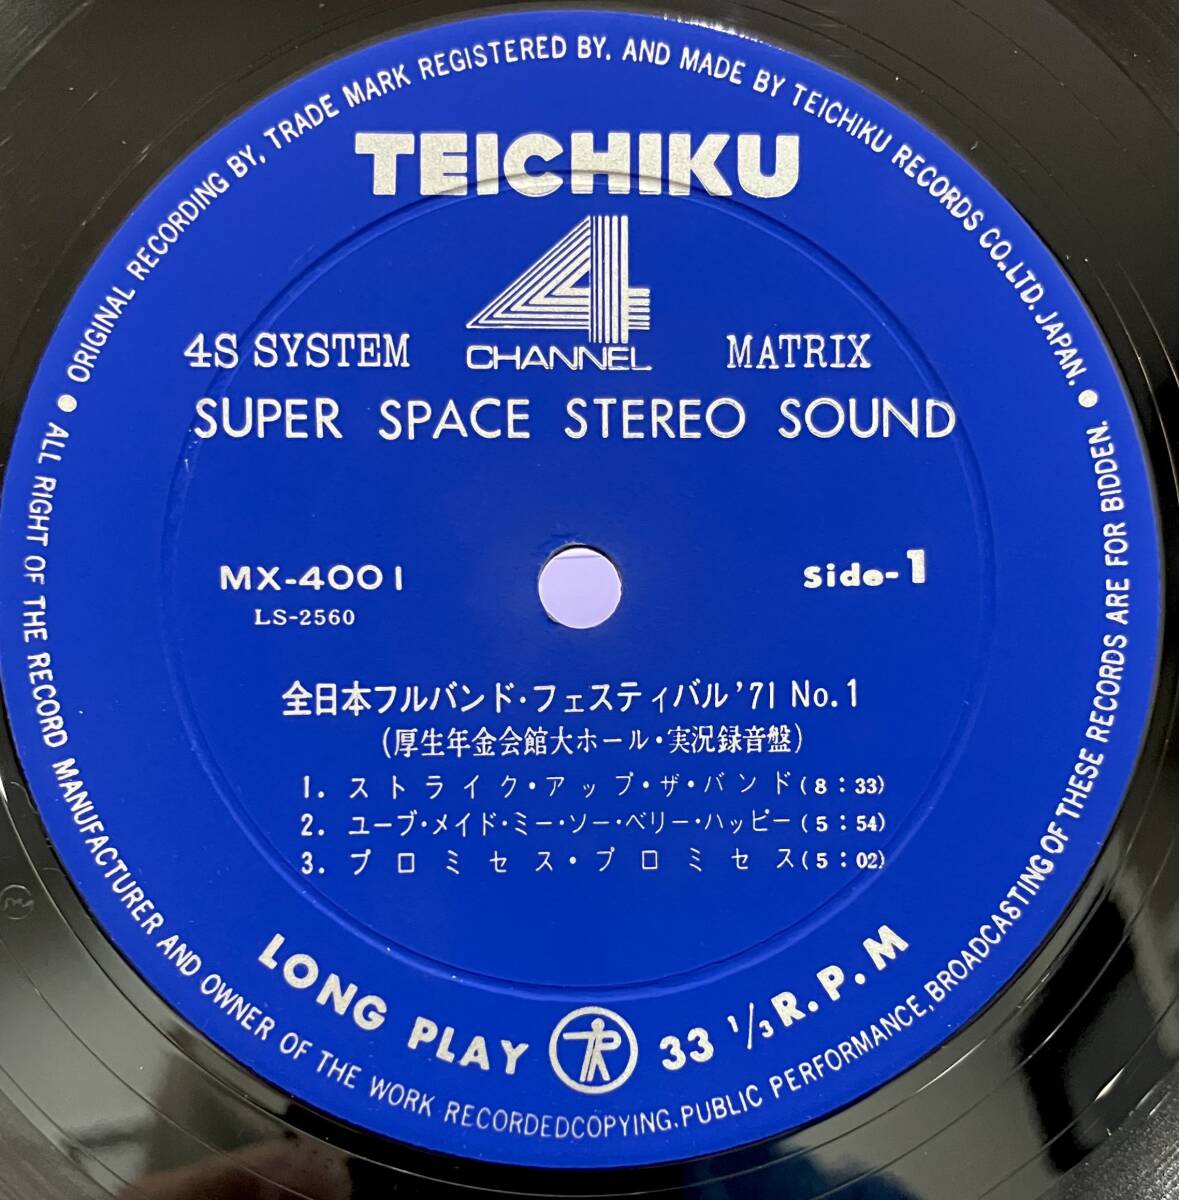 ORIGINAL RECORDING BY, TRADE MARK REGISTERED BY. AND MADE BY TEICHIKU RECORDS CO.,LTD. JAPAN.
TEICHIKU
4
4S SYSTEM CHANNEL MATRIX
SUPER SPACE STEREO SOUND
MX-4001 Side-1
LS-2560
全日本フルバンド・フェスティバル'71 No.1
(厚生年金会館大ホール・実況録音盤)
1. ストライク・アップ・ザ・バンド(8:33)
2. ユーブ・メイド・ミー・ソー・ベリー・ハッピー(5:54)
3. プロミセス・プロミセス(5:02)
LONG PLAY 33 1/3 R.P.M
ALL RIGHT OF THE RECORD MANUFACTURER AND OWNER OF THE WORK RECORDEDCOPYING.PUBLIC PERFORMANCE,BROADCASTING OF THESE RECORDS ARE FOR BIDDEN.